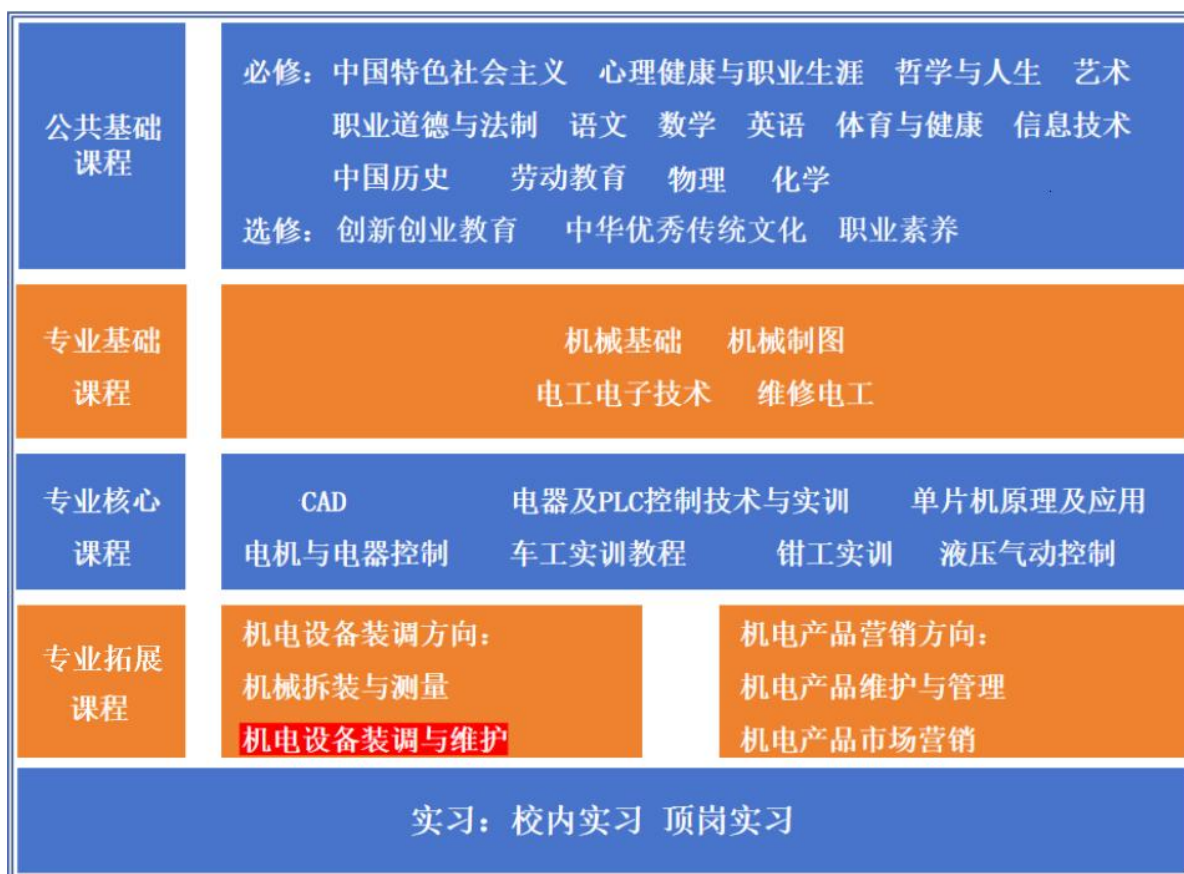 公共基础
课程
必修：中国特色社会主义 心理健康与职业生涯 哲学与人生 艺术
职业道德与法制 语文 数学 英语 体育与健康 信息技术
中国历史 劳动教育 物理 化学
选修：创新创业教育 中华优秀传统文化 职业素养
专业基础
课程
机械基础 机械制图
电工电子技术 维修电工
专业核心
课程
CAD 电器及PLC控制技术与实训 单片机原理及应用
电机与电器控制 车工实训教程 钳工实训 液压气动控制
专业拓展
课程
机电设备装调方向：
机械拆装与测量
机电设备装调与维护
机电产品营销方向：
机电产品维护与管理
机电产品市场营销
实习：校内实习 顶岗实习